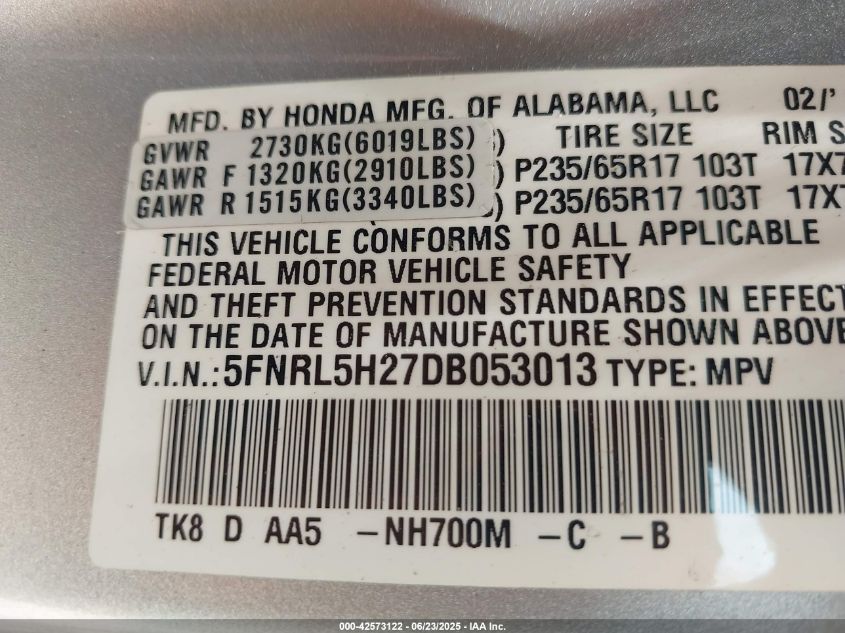 MFD. BY HONDA MFG. OF ALABAMA, LLC 02/'
GVWR 2730KG(6019LBS) ) TIRE SIZE RIM S
GAWR F 1320KG(2910LBS) ) P235/65R17 103T 17X7
GAWR R 1515KG(3340LBS) ) P235/65R17 103T 17X7
THIS VEHICLE CONFORMS TO ALL APPLICABLE
FEDERAL MOTOR VEHICLE SAFETY
AND THEFT PREVENTION STANDARDS IN EFFECT
ON THE DATE OF MANUFACTURE SHOWN ABOVE
V.I.N.:5FNRL5H27DB053013 TYPE: MPV
TK8 D AA5 -NH700M -C -B
000-42573122 - 06/23/2025 - IAA Inc.